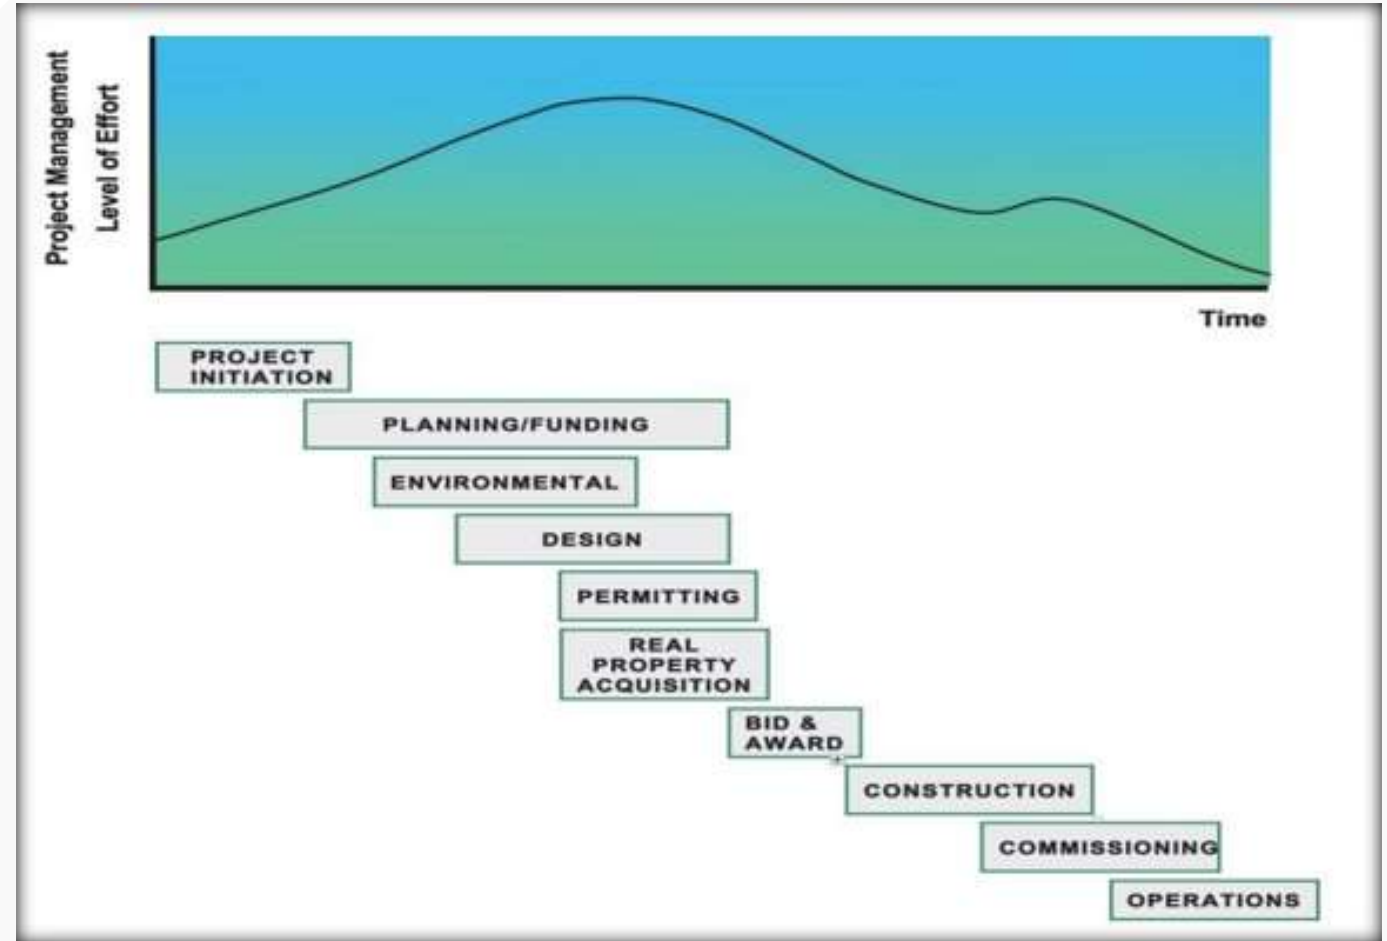 Project Management
Level of Effort
Time
PROJECT
INITIATION
PLANNING/FUNDING
ENVIRONMENTAL
DESIGN
PERMITTING
REAL
PROPERTY
ACQUISITION
BID &
AWARD
CONSTRUCTION
COMMISSIONING
OPERATIONS